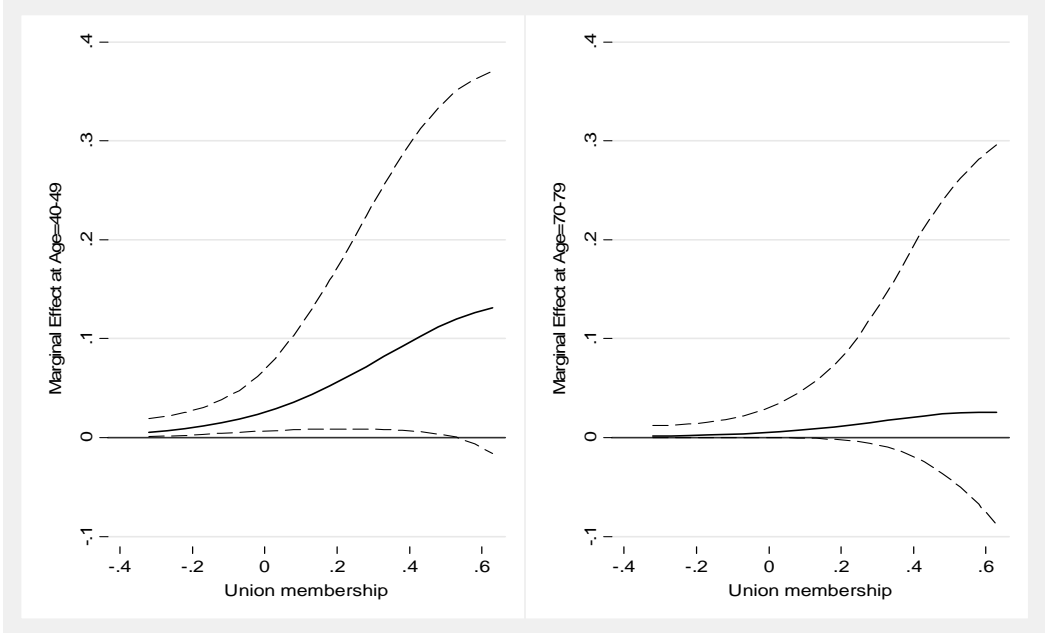 Marginal Effect at Age=40-49
.4
.3
.2
.1
0
-.1
-.4 -.2 0 .2 .4 .6
Union membership
Marginal Effect at Age=70-79
.4
.3
.2
.1
0
-.1
-.4 -.2 0 .2 .4 .6
Union membership